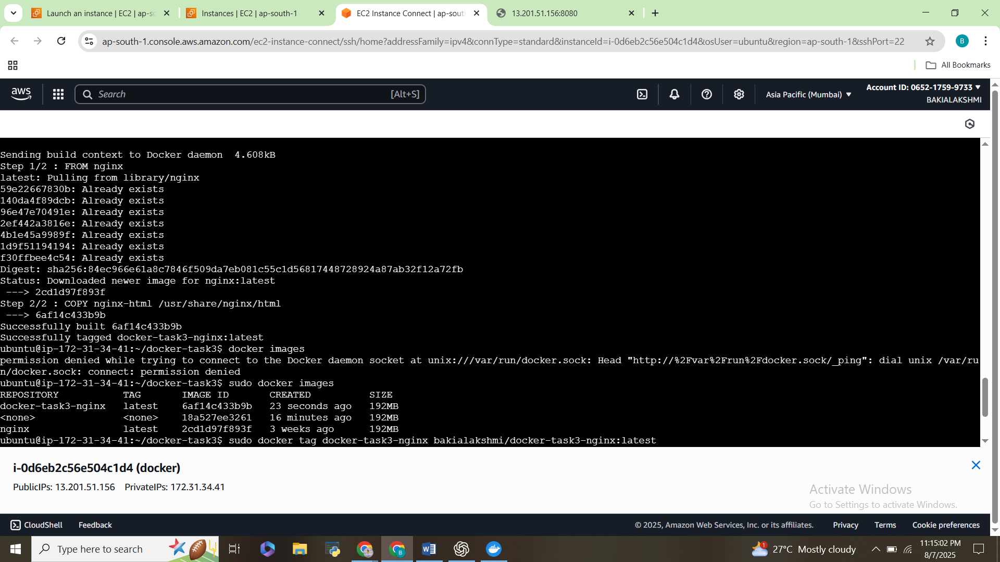 Launch an instance | EC2 | ap-so
Instances | EC2 | ap-south-1
EC2 Instance Connect | ap-sout
13.201.51.156:8080
ap-south-1.console.aws.amazon.com/ec2-instance-connect/ssh/home?addressFamily=ipv4&connType=standard&instanceId=i-0d6eb2c56e504c1d4&osUser=ubuntu&region=ap-south-1&sshPort=22
B
All Bookmarks
aws
Search
[Alt+S]
Asia Pacific (Mumbai)
Account ID: 0652-1759-9733
BAKIALAKSHMI
Sending build context to Docker daemon  4.608kB
Step 1/2 : FROM nginx
latest: Pulling from library/nginx
59e22667830b: Already exists
140da4f89dcb: Already exists
96e47e70491e: Already exists
2ef442a3816e: Already exists
4b1e45a9989f: Already exists
1d9f51194194: Already exists
f30ffbee4c54: Already exists
Digest: sha256:84ec966e61a8c7846f509da7eb081c55c1d56817448728924a87ab32f12a72fb
Status: Downloaded newer image for nginx:latest
 ---> 2cd1d97f893f
Step 2/2 : COPY nginx-html /usr/share/nginx/html
 ---> 6af14c433b9b
Successfully built 6af14c433b9b
Successfully tagged docker-task3-nginx:latest
ubuntu@ip-172-31-34-41:~/docker-task3$ docker images
permission denied while trying to connect to the Docker daemon socket at unix:///var/run/docker.sock: Head "http://%2Fvar%2Frun%2Fdocker.sock/_ping": dial unix /var/ru
n/docker.sock: connect: permission denied
ubuntu@ip-172-31-34-41:~/docker-task3$ sudo docker images
REPOSITORY           TAG       IMAGE ID       CREATED          SIZE
docker-task3-nginx   latest    6af14c433b9b   23 seconds ago   192MB
<none>               <none>    18a527ee3261   16 minutes ago   192MB
nginx                latest    2cd1d97f893f   3 weeks ago      192MB
ubuntu@ip-172-31-34-41:~/docker-task3$ sudo docker tag docker-task3-nginx bakialakshmi/docker-task3-nginx:latest
i-0d6eb2c56e504c1d4 (docker)
PublicIPs: 13.201.51.156 PrivateIPs: 172.31.34.41
Activate Windows
Go to Settings to activate Windows.
CloudShell
Feedback
© 2025, Amazon Web Services, Inc. or its affiliates.
Privacy
Terms
Cookie preferences
Type here to search
1
27°C Mostly cloudy
11:15:02 PM
8/7/2025